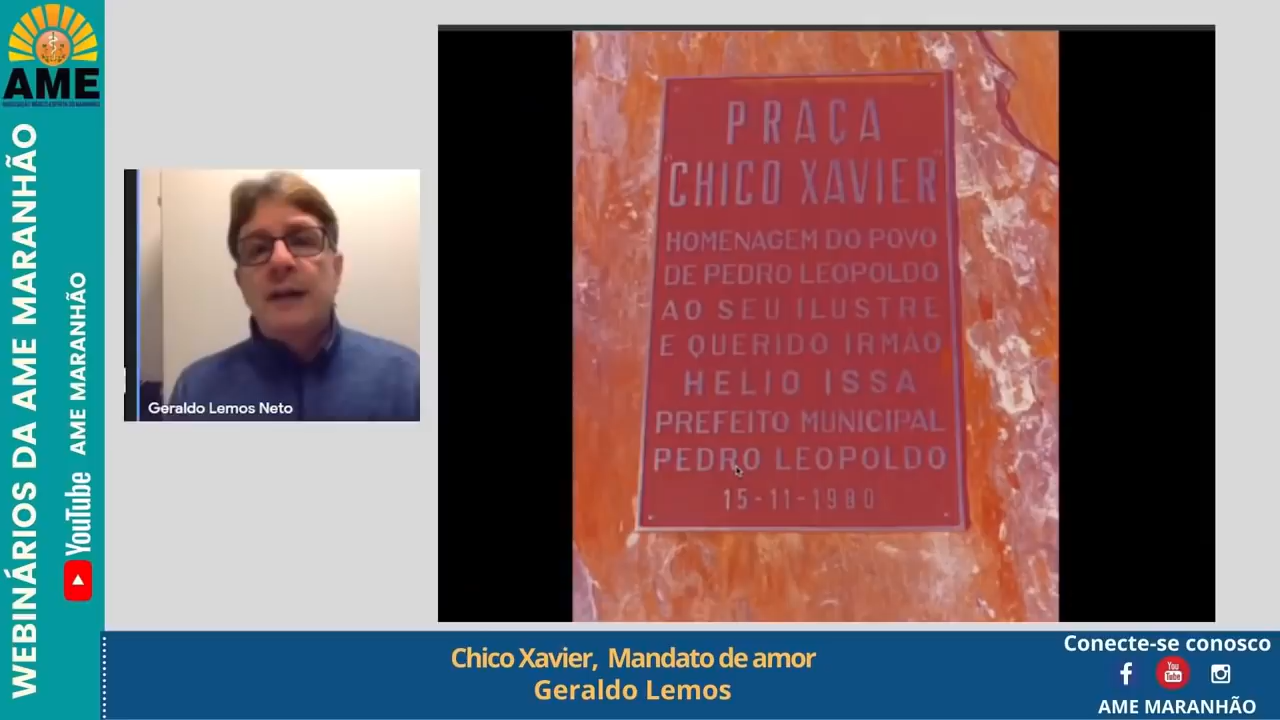 AME
WEBINÁRIOS DA AME MARANHÃO
YouTube AME MARANHÃO
Geraldo Lemos Neto
PRAÇA
"CHICO XAVIER"
HOMENAGEM DO POVO
DE PEDRO LEOPOLDO
AO SEU ILUSTRE
E QUERIDO IRMÃO
HELIO ISSA
PREFEITO MUNICIPAL
PEDRO LEOPOLDO
15-11-1980
Chico Xavier, Mandato de amor
Geraldo Lemos
Conecte-se conosco
You
Tube
AME MARANHÃO